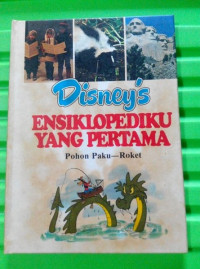 Disney's
ENSIKLOPEDIKU
YANG PERTAMA
Pohon Paku—Roket